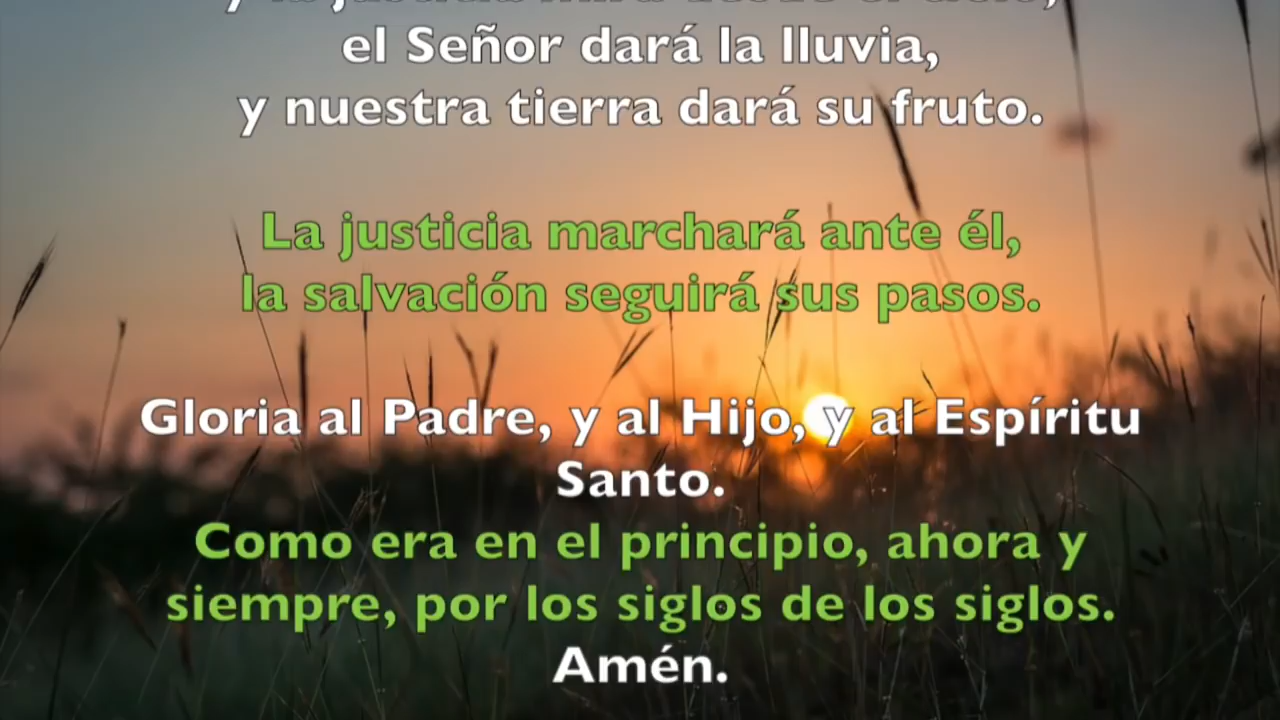 el Señor dará la lluvia,
y nuestra tierra dará su fruto.
La justicia marchará ante él,
la salvación seguirá sus pasos.
Gloria al Padre, y al Hijo, y al Espíritu
Santo.
Como era en el principio, ahora y
siempre, por los siglos de los siglos.
Amén.